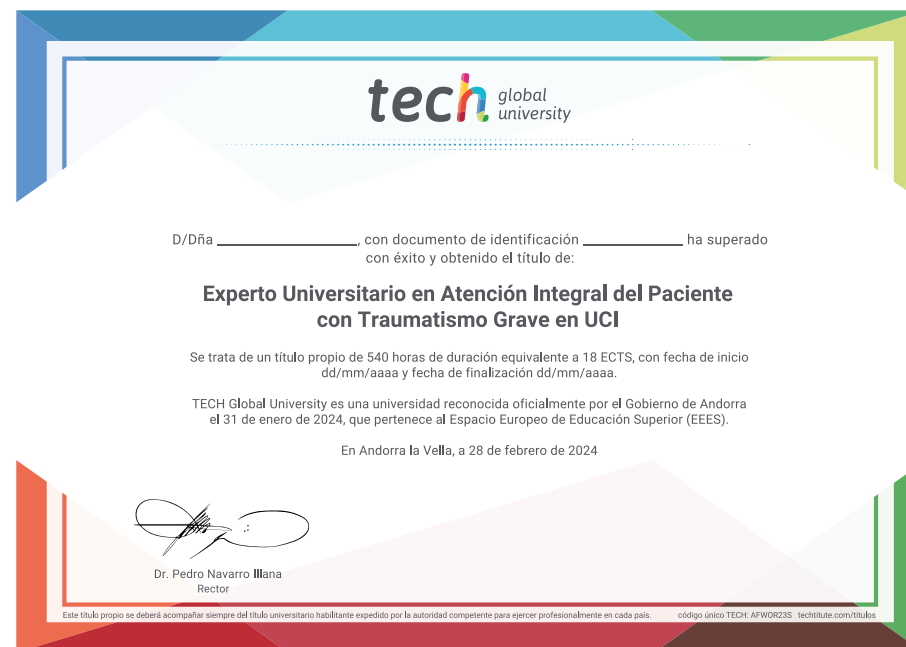 tech global
university
D/Dña ____________________, con documento de identificación ______________ ha superado
con éxito y obtenido el título de:
Experto Universitario en Atención Integral del Paciente
con Traumatismo Grave en UCI
Se trata de un título propio de 540 horas de duración equivalente a 18 ECTS, con fecha de inicio
dd/mm/aaaa y fecha de finalización dd/mm/aaaa.
TECH Global University es una universidad reconocida oficialmente por el Gobierno de Andorra
el 31 de enero de 2024, que pertenece al Espacio Europeo de Educación Superior (EEES).
En Andorra la Vella, a 28 de febrero de 2024
Dr. Pedro Navarro Illana
Rector
Este título propio se deberá acompañar siempre del título universitario habilitante expedido por la autoridad competente para ejercer profesionalmente en cada país. código único TECH: AFWOR23S techtitute.com/titulos